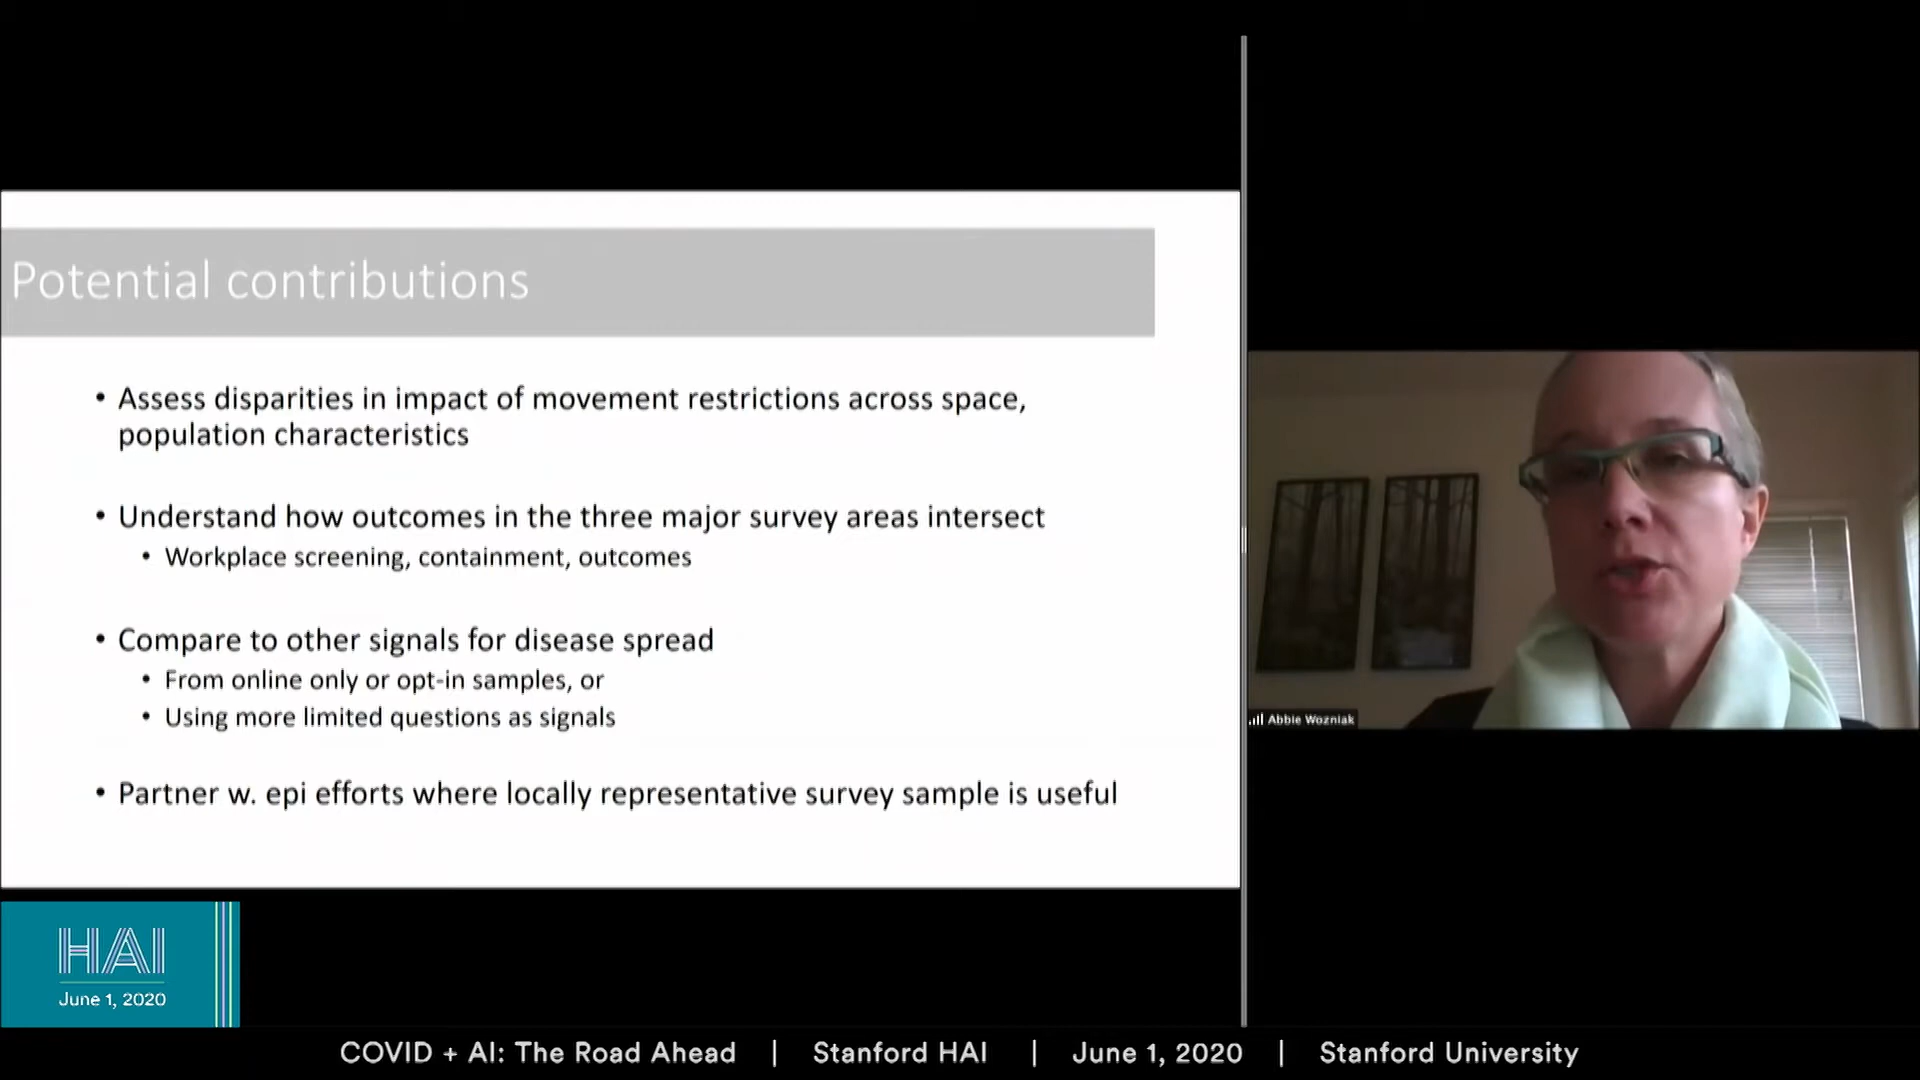 Potential contributions
• Assess disparities in impact of movement restrictions across space,
population characteristics
• Understand how outcomes in the three major survey areas intersect
• Workplace screening, containment, outcomes
• Compare to other signals for disease spread
• From online only or opt-in samples, or
• Using more limited questions as signals
• Partner w. epi efforts where locally representative survey sample is useful
Abbie Wozniak
HAI
June 1, 2020
COVID + AI: The Road Ahead | Stanford HAI | June 1, 2020 | Stanford University